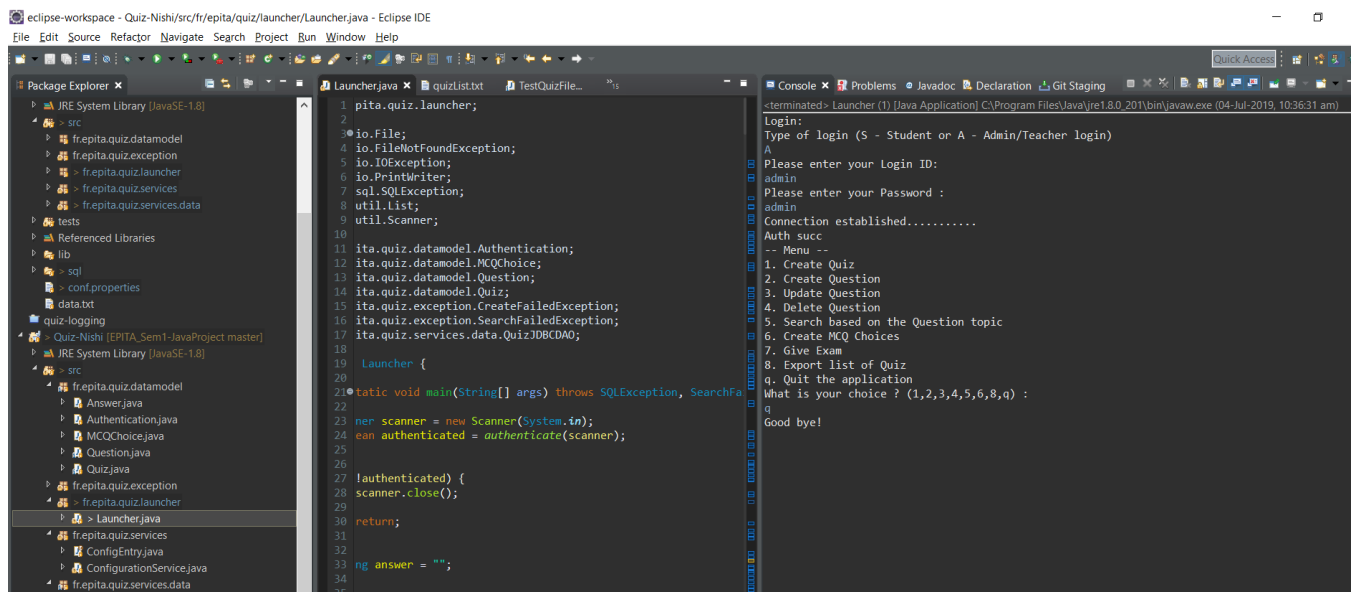 eclipse-workspace - Quiz-Nishi/src/fr/epita/quiz/launcher/Launcher.java - Eclipse IDE
File Edit Source Refactor Navigate Search Project Run Window Help
Quick Access
Package Explorer
JRE System Library [JavaSE-1.8]
> src
fr.epita.quiz.datamodel
fr.epita.quiz.exception
> fr.epita.quiz.launcher
> fr.epita.quiz.services
> fr.epita.quiz.services.data
tests
Referenced Libraries
lib
> sql
> conf.properties
data.txt
quiz-logging
> Quiz-Nishi [EPITA_Sem1-JavaProject master]
JRE System Library [JavaSE-1.8]
> src
fr.epita.quiz.datamodel
Answer.java
Authentication.java
MCQChoice.java
Question.java
Quiz.java
fr.epita.quiz.exception
> fr.epita.quiz.launcher
> Launcher.java
fr.epita.quiz.services
ConfigEntry.java
ConfigurationService.java
fr.epita.quiz.services.data
Launcher.java quizList.txt TestQuizFile... »15
1 pita.quiz.launcher;
2
3 io.File;
4 io.FileNotFoundException;
5 io.IOException;
6 io.PrintWriter;
7 sql.SQLException;
8 util.List;
9 util.Scanner;
10
11 ita.quiz.datamodel.Authentication;
12 ita.quiz.datamodel.MCQChoice;
13 ita.quiz.datamodel.Question;
14 ita.quiz.datamodel.Quiz;
15 ita.quiz.exception.CreateFailedException;
16 ita.quiz.exception.SearchFailedException;
17 ita.quiz.services.data.QuizJDBCDAO;
18
19 Launcher {
20
21 tatic void main(String[] args) throws SQLException, SearchFa
22
23 ner scanner = new Scanner(System.in);
24 ean authenticated = authenticate(scanner);
25
26
27 !authenticated) {
28 scanner.close();
29
30 return;
31
32
33 ng answer = "";
34
Console Problems Javadoc Declaration Git Staging
<terminated> Launcher (1) [Java Application] C:\Program Files\Java\jre1.8.0_201\bin\javaw.exe (04-Jul-2019, 10:36:31 am)
Login:
Type of login (S - Student or A - Admin/Teacher login)
A
Please enter your Login ID:
admin
Please enter your Password :
admin
Connection established...........
Auth succ
-- Menu --
1. Create Quiz
2. Create Question
3. Update Question
4. Delete Question
5. Search based on the Question topic
6. Create MCQ Choices
7. Give Exam
8. Export list of Quiz
q. Quit the application
What is your choice ? (1,2,3,4,5,6,8,q) :
q
Good bye!